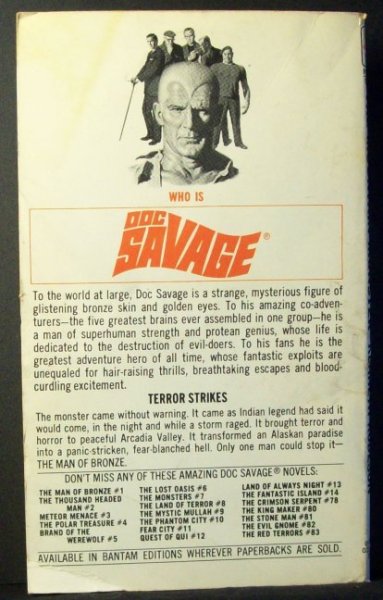 WHO IS
DOC
SAVAGE®
To the world at large, Doc Savage is a strange, mysterious figure of
glistening bronze skin and golden eyes. To his amazing co-adven-
turers—the five greatest brains ever assembled in one group—he is
a man of superhuman strength and protean genius, whose life is
dedicated to the destruction of evil-doers. To his fans he is the
greatest adventure hero of all time, whose fantastic exploits are
unequaled for hair-raising thrills, breathtaking escapes and blood-
curdling excitement.
TERROR STRIKES
The monster came without warning. It came as Indian legend had said it
would come, in the night and while a storm raged. It brought terror and
horror to peaceful Arcadia Valley. It transformed an Alaskan paradise
into a panic-stricken, fear-blanched hell. Only one man could stop it—
THE MAN OF BRONZE.
DON'T MISS ANY OF THESE AMAZING DOC SAVAGE® NOVELS:
THE MAN OF BRONZE #1
THE THOUSAND HEADED
MAN #2
METEOR MENACE #3
THE POLAR TREASURE #4
BRAND OF THE
WEREWOLF #5
THE LOST OASIS #6
THE MONSTERS #7
THE LAND OF TERROR #8
THE MYSTIC MULLAH #9
THE PHANTOM CITY #10
FEAR CITY #11
QUEST OF QUI #12
LAND OF ALWAYS NIGHT #13
THE FANTASTIC ISLAND #14
THE CRIMSON SERPENT #78
THE KING MAKER #80
THE STONE MAN #81
THE EVIL GNOME #82
THE RED TERRORS #83
AVAILABLE IN BANTAM EDITIONS WHEREVER PAPERBACKS ARE SOLD.